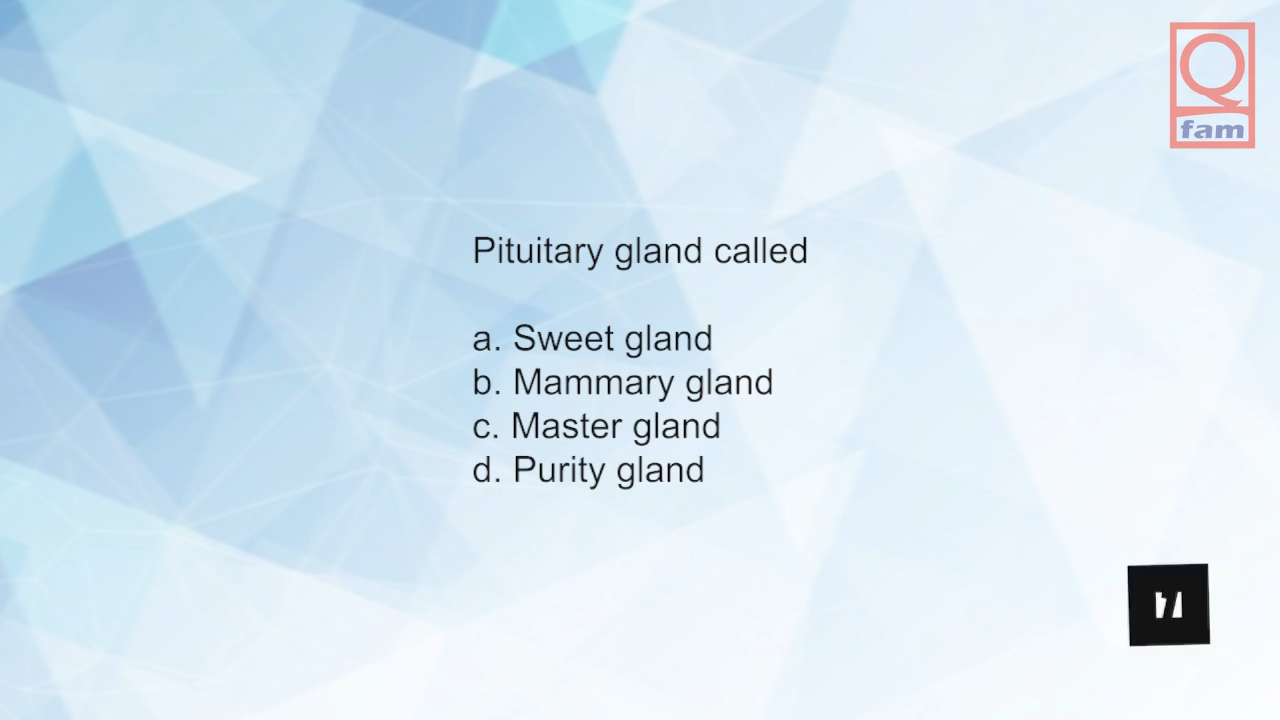 Q
fam
Pituitary gland called
a. Sweet gland
b. Mammary gland
c. Master gland
d. Purity gland